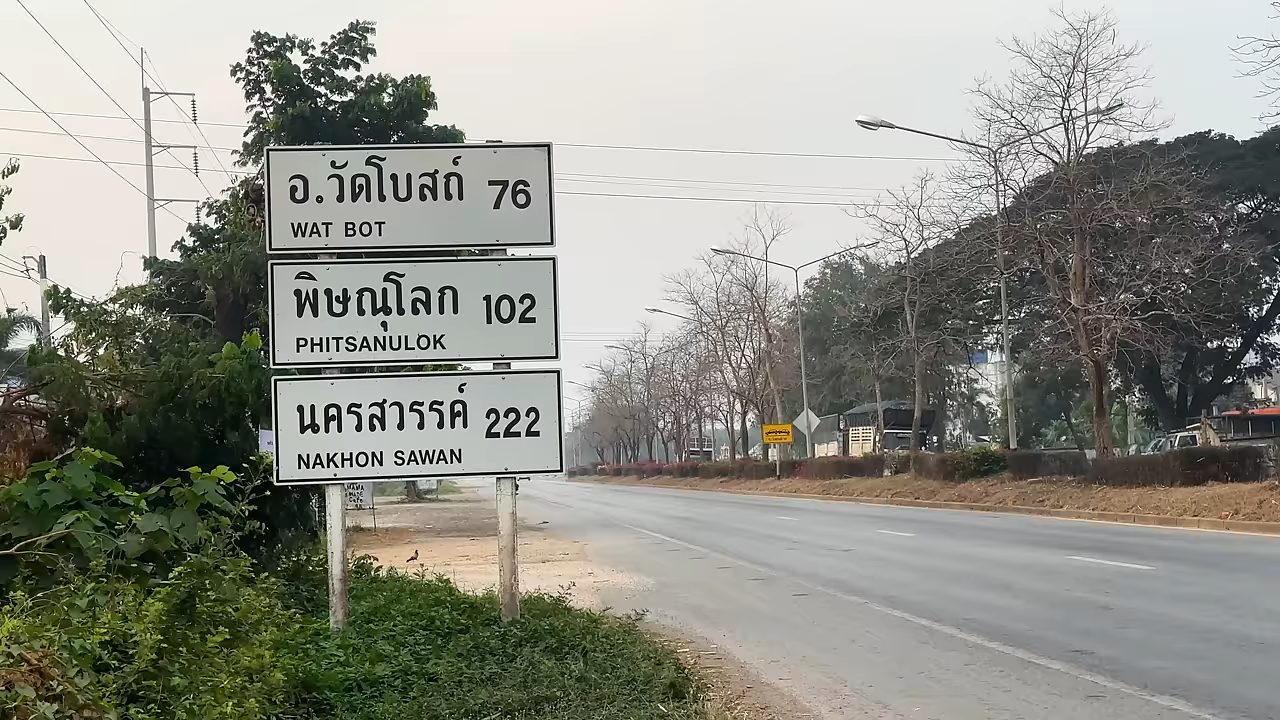 อ.วัดโบสถ์ 76
WAT BOT
พิษณุโลก 102
PHITSANULOK
นครสวรรค์ 222
NAKHON SAWAN